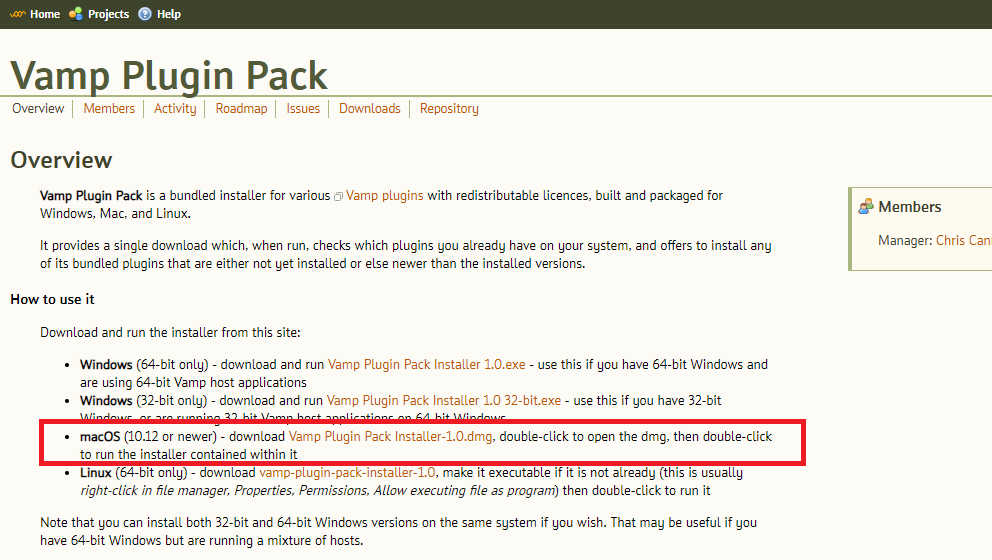 Home Projects Help
Vamp Plugin Pack
Overview Members Activity Roadmap Issues Downloads Repository
Overview
Vamp Plugin Pack is a bundled installer for various Vamp plugins with redistributable licences, built and packaged for
Windows, Mac, and Linux.
It provides a single download which, when run, checks which plugins you already have on your system, and offers to install any
of its bundled plugins that are either not yet installed or else newer than the installed versions.
Members
Manager: Chris Can
How to use it
Download and run the installer from this site:
• Windows (64-bit only) - download and run Vamp Plugin Pack Installer 1.0.exe - use this if you have 64-bit Windows and
are using 64-bit Vamp host applications
• Windows (32-bit only) - download and run Vamp Plugin Pack Installer 1.0 32-bit.exe - use this if you have 32-bit
Windows, or are running 32-bit Vamp host applications on 64-bit Windows
• macOS (10.12 or newer) - download Vamp Plugin Pack Installer-1.0.dmg, double-click to open the dmg, then double-click
to run the installer contained within it
• Linux (64-bit only) - download vamp-plugin-pack-installer-1.0, make it executable if it is not already (this is usually
right-click in file manager, Properties, Permissions, Allow executing file as program) then double-click to run it
Note that you can install both 32-bit and 64-bit Windows versions on the same system if you wish. That may be useful if you
have 64-bit Windows but are running a mixture of hosts.